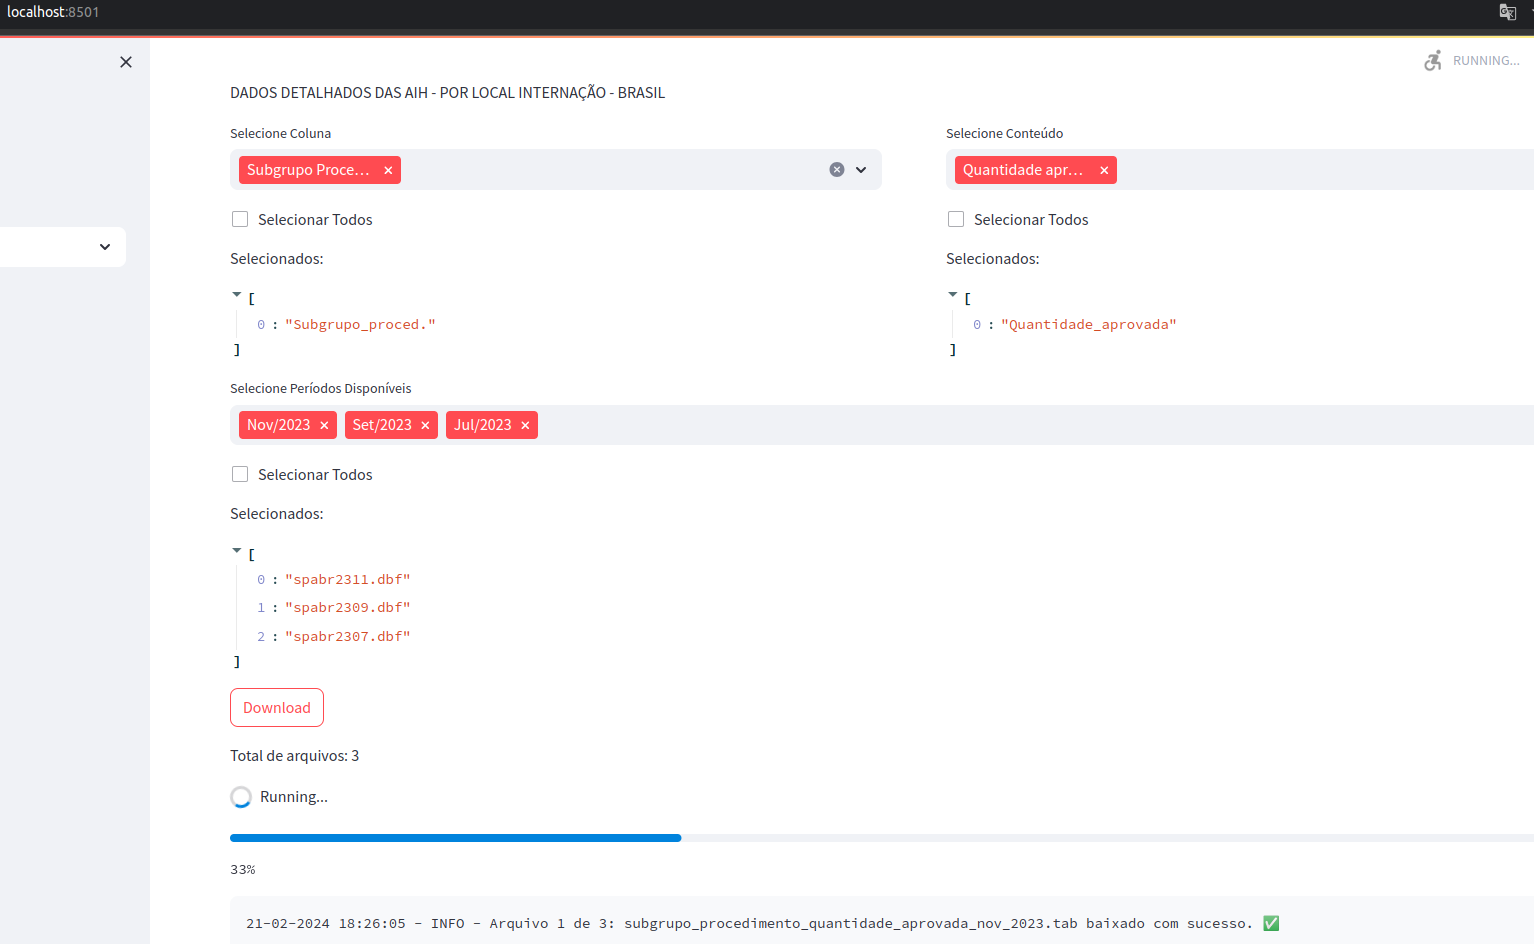 localhost:8501
RUNNING...
DADOS DETALHADOS DAS AIH - POR LOCAL INTERNAÇÃO - BRASIL
Selecione Coluna
Subgrupo Proce... ×
Selecionar Todos
Selecionados:
[
0 : "Subgrupo_proced."
]
Selecione Conteúdo
Quantidade apr... ×
Selecionar Todos
Selecionados:
[
0 : "Quantidade_aprovada"
]
Selecione Períodos Disponíveis
Nov/2023 × Set/2023 × Jul/2023 ×
Selecionar Todos
Selecionados:
[
0 : "spabr2311.dbf"
1 : "spabr2309.dbf"
2 : "spabr2307.dbf"
]
Download
Total de arquivos: 3
Running...
33%
21-02-2024 18:26:05 - INFO - Arquivo 1 de 3: subgrupo_procedimento_quantidade_aprovada_nov_2023.tab baixado com sucesso. ✅